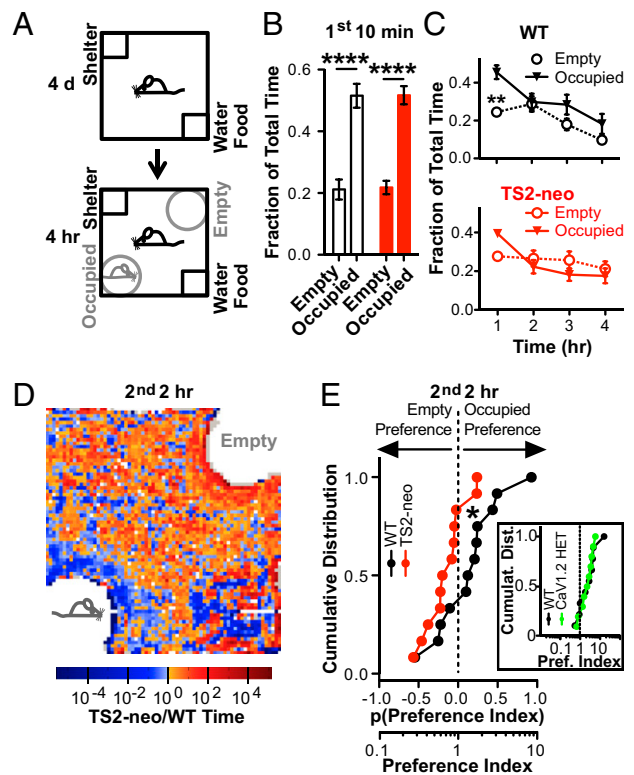 A
4 d
Shelter
Water
Food
4 hr
Shelter
Empty
Occupied
Water
Food
B
1st 10 min
**** ****
Fraction of Total Time
0.6
0.4
0.2
0.0
Empty
Occupied
Empty
Occupied
C
WT
Empty
Occupied
Fraction of Total Time
0.4
0.2
0.0
**
TS2-neo
Empty
Occupied
0.4
0.2
0.0
1 2 3 4
Time (hr)
D
2nd 2 hr
Empty
10-4 10-2 100 102 104
TS2-neo/WT Time
E
2nd 2 hr
Empty
Preference
Occupied
Preference
Cumulative Distribution
1.0
0.5
0.0
WT
TS2-neo
*
-1.0 -0.5 0.0 0.5 1.0
p(Preference Index)
0.1 1 10
Preference Index
Cumulat. Dist.
1.0
0.5
0.0
WT
CaV1.2 HET
0.1 1 10
Pref. Index